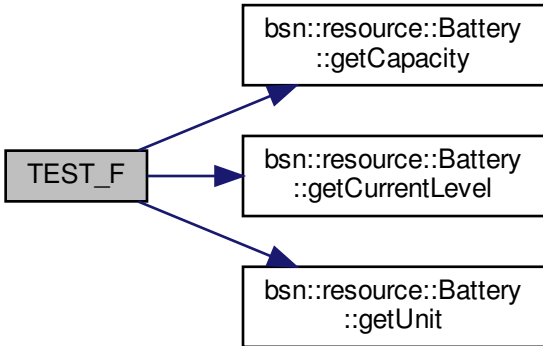 bsn::resource::Battery
::getCapacity
TEST_F
bsn::resource::Battery
::getCurrentLevel
bsn::resource::Battery
::getUnit